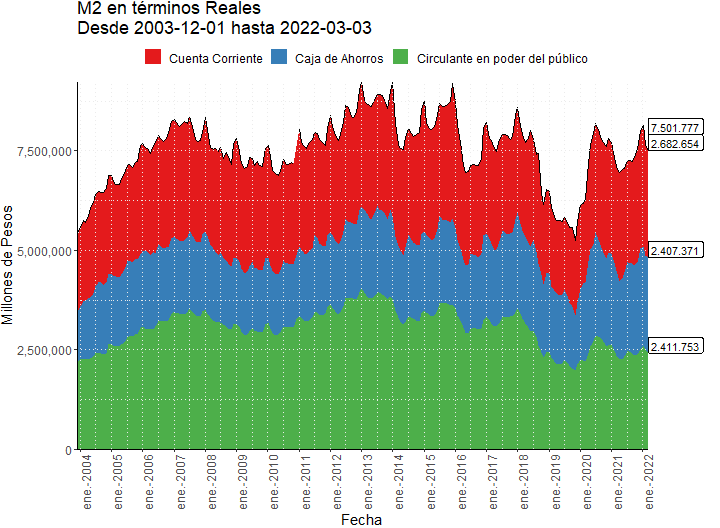 M2 en términos Reales
Desde 2003-12-01 hasta 2022-03-03
Cuenta Corriente Caja de Ahorros Circulante en poder del público
Millones de Pesos
7,500,000
5,000,000
2,500,000
0
7.501.777
2.682.654
2.407.371
2.411.753
ene.-2004
ene.-2005
ene.-2006
ene.-2007
ene.-2008
ene.-2009
ene.-2010
ene.-2011
ene.-2012
ene.-2013
ene.-2014
ene.-2015
ene.-2016
ene.-2017
ene.-2018
ene.-2019
ene.-2020
ene.-2021
ene.-2022
Fecha